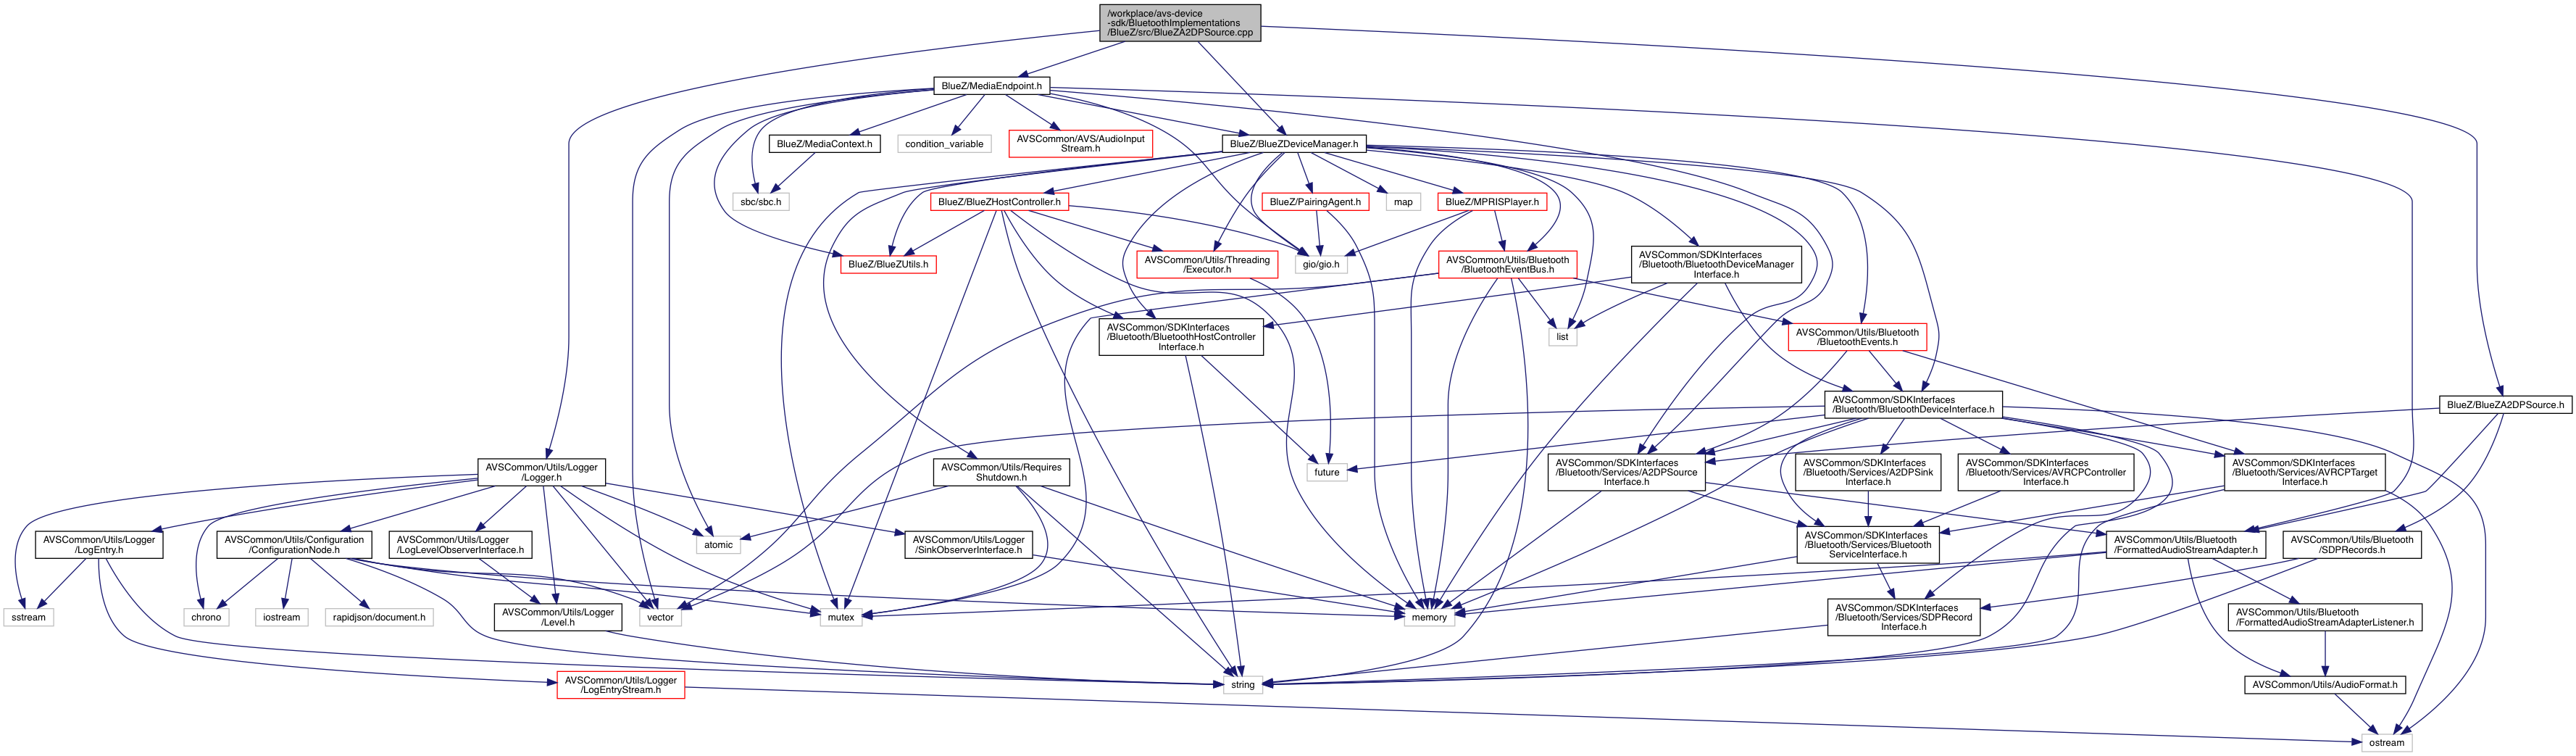 /workplace/avs-device
-sdk/BluetoothImplementations
/BlueZ/src/BlueZA2DPSource.cpp
BlueZ/MediaEndpoint.h
BlueZ/MediaContext.h
condition_variable
AVSCommon/AVS/AudioInput
Stream.h
BlueZ/BlueZDeviceManager.h
sbc/sbc.h
BlueZ/BlueZHostController.h
BlueZ/PairingAgent.h
map
BlueZ/MPRISPlayer.h
BlueZ/BlueZUtils.h
AVSCommon/Utils/Threading
/Executor.h
gio/gio.h
AVSCommon/Utils/Bluetooth
/BluetoothEventBus.h
AVSCommon/SDKInterfaces
/Bluetooth/BluetoothDeviceManager
Interface.h
AVSCommon/SDKInterfaces
/Bluetooth/BluetoothHostController
Interface.h
list
AVSCommon/Utils/Bluetooth
/BluetoothEvents.h
AVSCommon/SDKInterfaces
/Bluetooth/BluetoothDeviceInterface.h
BlueZ/BlueZA2DPSource.h
AVSCommon/Utils/Logger
/Logger.h
AVSCommon/Utils/Requires
Shutdown.h
future
AVSCommon/SDKInterfaces
/Bluetooth/Services/A2DPSource
Interface.h
AVSCommon/SDKInterfaces
/Bluetooth/Services/A2DPSink
Interface.h
AVSCommon/SDKInterfaces
/Bluetooth/Services/AVRCPController
Interface.h
AVSCommon/SDKInterfaces
/Bluetooth/Services/AVRCPTarget
Interface.h
AVSCommon/Utils/Logger
/LogEntry.h
AVSCommon/Utils/Configuration
/ConfigurationNode.h
AVSCommon/Utils/Logger
/LogLevelObserverInterface.h
atomic
AVSCommon/Utils/Logger
/SinkObserverInterface.h
AVSCommon/SDKInterfaces
/Bluetooth/Services/Bluetooth
ServiceInterface.h
AVSCommon/Utils/Bluetooth
/FormattedAudioStreamAdapter.h
AVSCommon/Utils/Bluetooth
/SDPRecords.h
sstream
chrono
iostream
rapidjson/document.h
AVSCommon/Utils/Logger
/Level.h
vector
mutex
memory
AVSCommon/SDKInterfaces
/Bluetooth/Services/SDPRecord
Interface.h
AVSCommon/Utils/Bluetooth
/FormattedAudioStreamAdapterListener.h
AVSCommon/Utils/Logger
/LogEntryStream.h
string
AVSCommon/Utils/AudioFormat.h
ostream